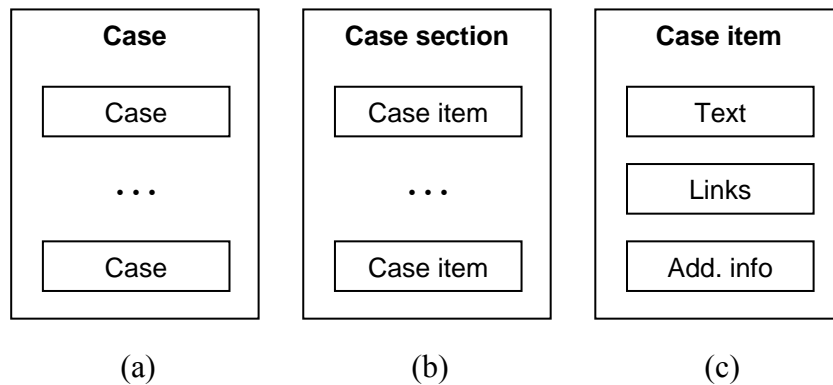 Case Case section Case item
Case Case item Text
... ... Links
Case Case item Add. info
(a) (b) (c)